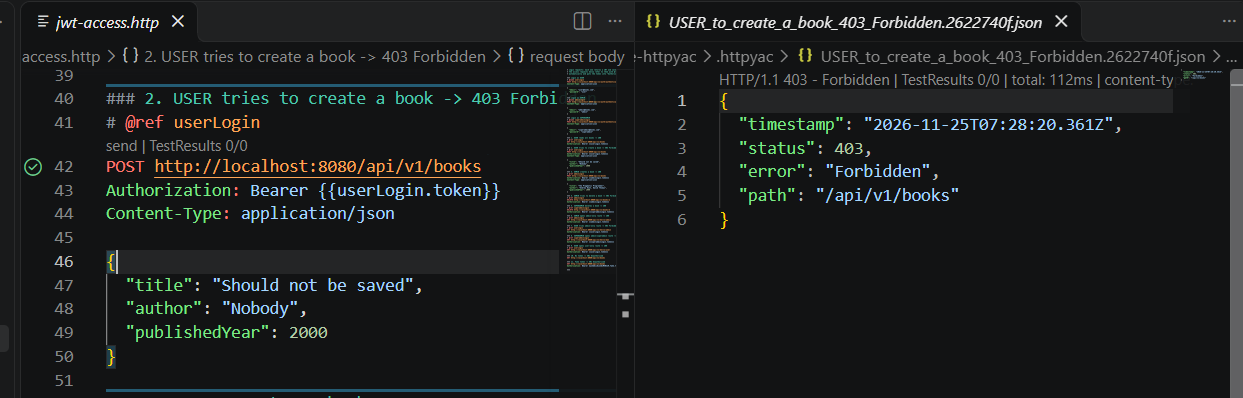 jwt-access.http
access.http > {} 2. USER tries to create a book -> 403 Forbidden > {} request body
39
40 ### 2. USER tries to create a book -> 403 Forbi
41 # @ref userLogin
send | TestResults 0/0
42 POST http://localhost:8080/api/v1/books
43 Authorization: Bearer {{userLogin.token}}
44 Content-Type: application/json
45
46 {
47 "title": "Should not be saved",
48 "author": "Nobody",
49 "publishedYear": 2000
50 }
51
{} USER_to_create_a_book_403_Forbidden.2622740f.json
e-httpyac > .httpyac > {} USER_to_create_a_book_403_Forbidden.2622740f.json > ...
HTTP/1.1 403 - Forbidden | TestResults 0/0 | total: 112ms | content-ty
1 {
2 "timestamp": "2026-11-25T07:28:20.361Z",
3 "status": 403,
4 "error": "Forbidden",
5 "path": "/api/v1/books"
6 }